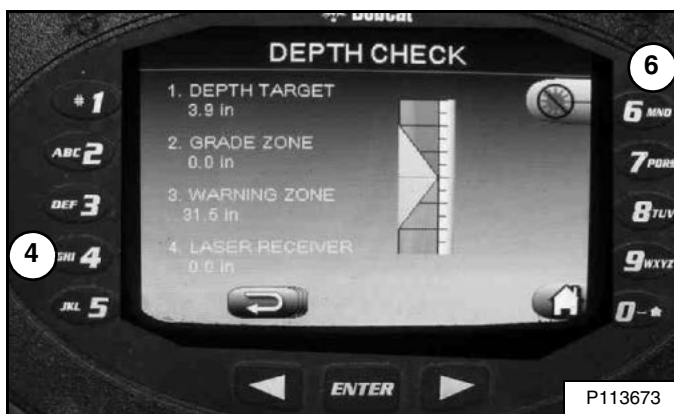 Bobcat
DEPTH CHECK
1. DEPTH TARGET
3.9 in
2. GRADE ZONE
0.0 in
3. WARNING ZONE
31.5 in
4. LASER RECEIVER
0.0 in
# 1
ABC 2
DEF 3
4
GHI 4
JKL 5
6
6 MNO
7 PQRS
8 TUV
9 WXYZ
0
ENTER
P113673